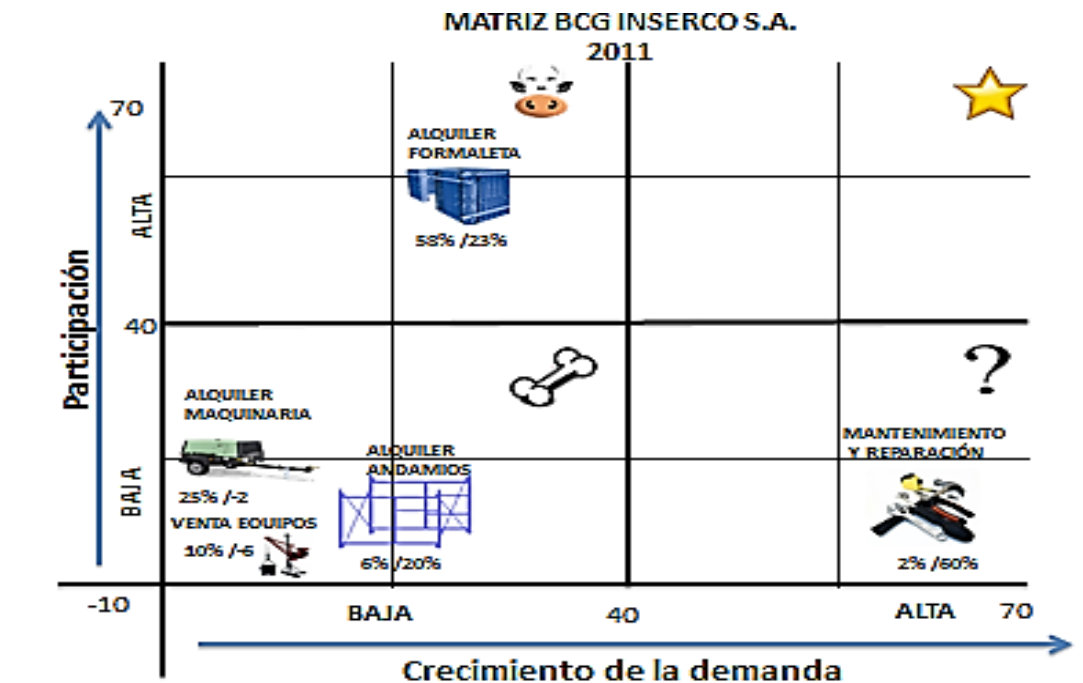 MATRIZ BCG INSERCO S.A.
2011
70
ALQUILER
FORMALETA
58% /23%
ALTA
Participación
40
?
ALQUILER
MAQUINARIA
25% /-2
MANTENIMIENTO
Y REPARACIÓN
ALQUILER
ANDAMIOS
BAJA
VENTA EQUIPOS
10% /-6
6% /20%
2% /60%
-10
BAJA
40
ALTA
70
Crecimiento de la demanda